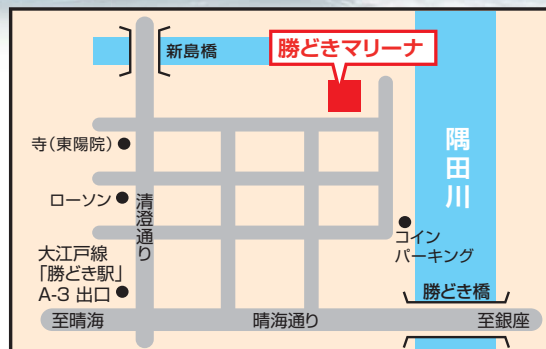 新島橋
勝どきマリーナ
寺（東陽院）
隅田川
ローソン
清澄通り
コイン
パーキング
大江戸線
「勝どき駅」
A-3 出口
勝どき橋
至晴海
晴海通り
至銀座